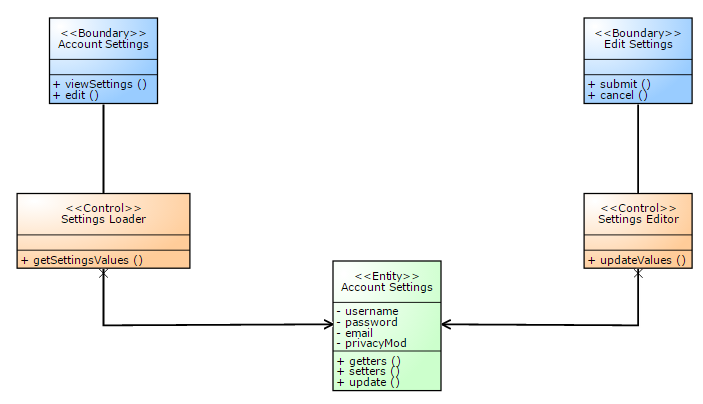 <<Boundary>>
Account Settings
+ viewSettings ()
+ edit ()
<<Boundary>>
Edit Settings
+ submit ()
+ cancel ()
<<Control>>
Settings Loader
+ getSettingsValues ()
<<Control>>
Settings Editor
+ updateValues ()
<<Entity>>
Account Settings
- username
- password
- email
- privacyMod
+ getters ()
+ setters ()
+ update ()